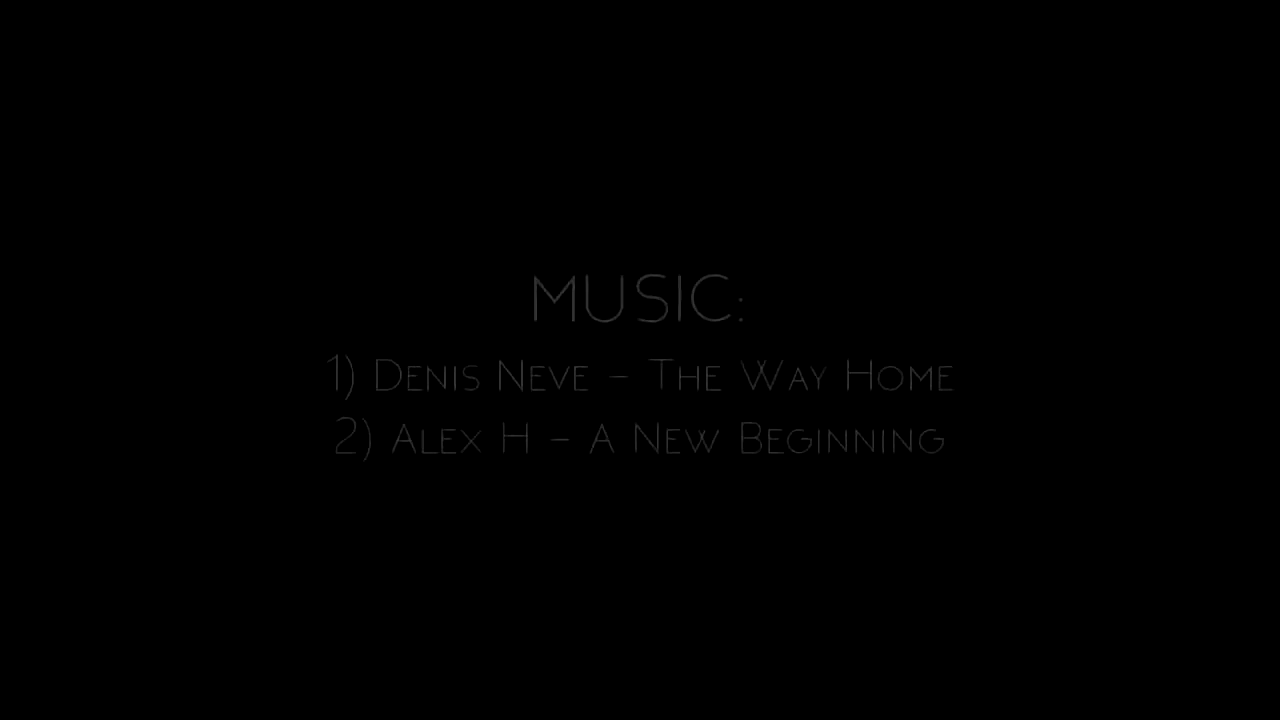 MUSIC:
1) Denis Neve - The Way Home
2) Alex H - A New Beginning